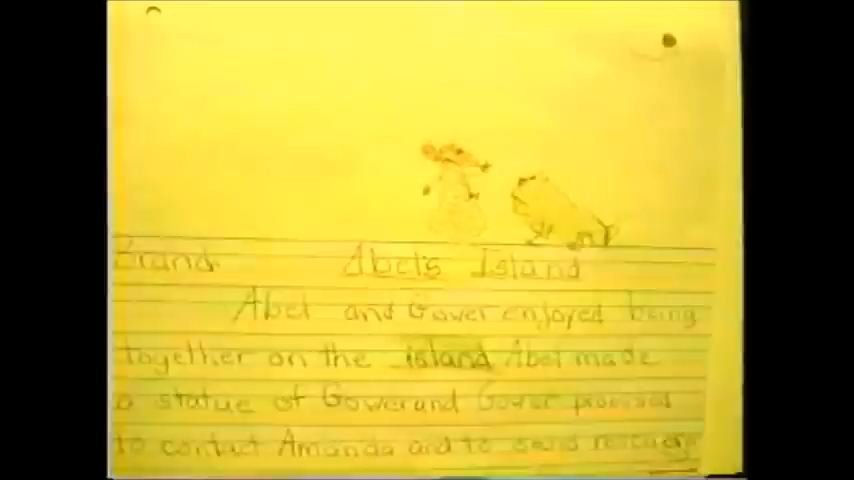 Brand Abel's Island
Abel and Gower enjoyed being
together on the island Abel made
a statue of Gower and Gower promised
to contact Amanda and to send